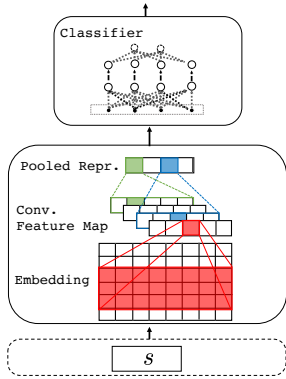 Classifier
Pooled Repr.
Conv.
Feature Map
Embedding
s